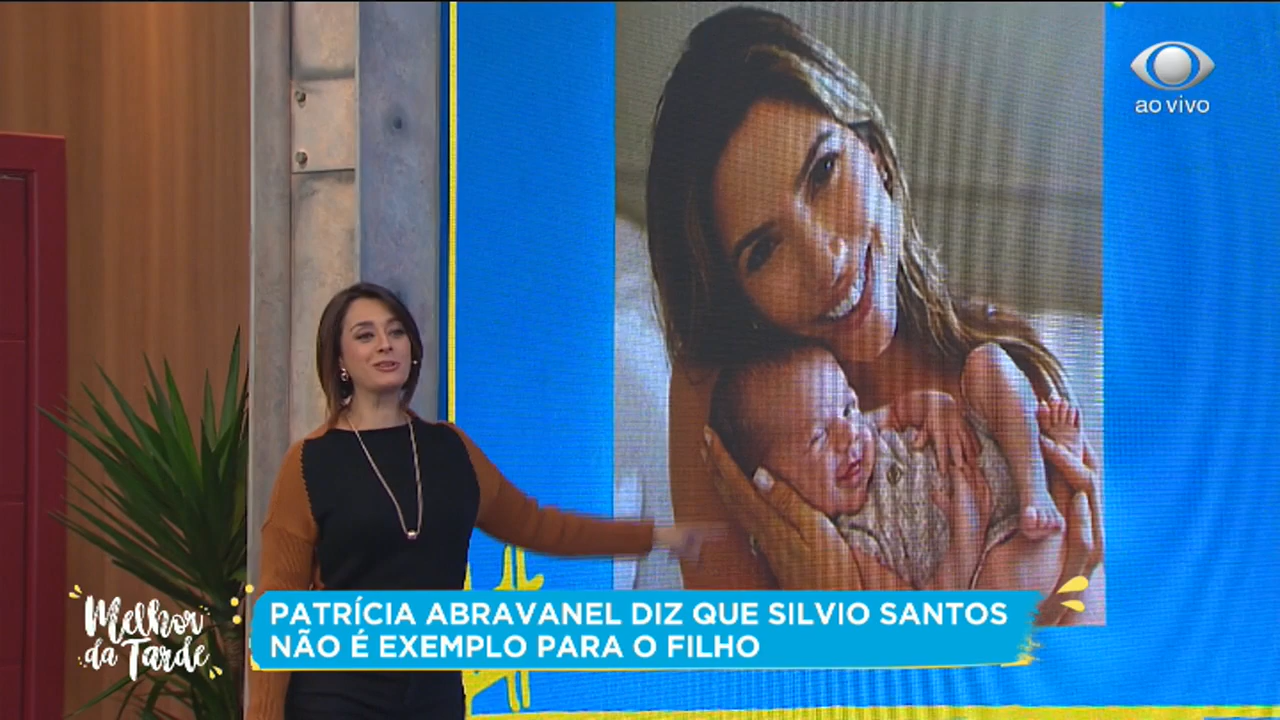 ao vivo
PATRÍCIA ABRAVANEL DIZ QUE SILVIO SANTOS
NÃO É EXEMPLO PARA O FILHO
Melhor
da Tarde